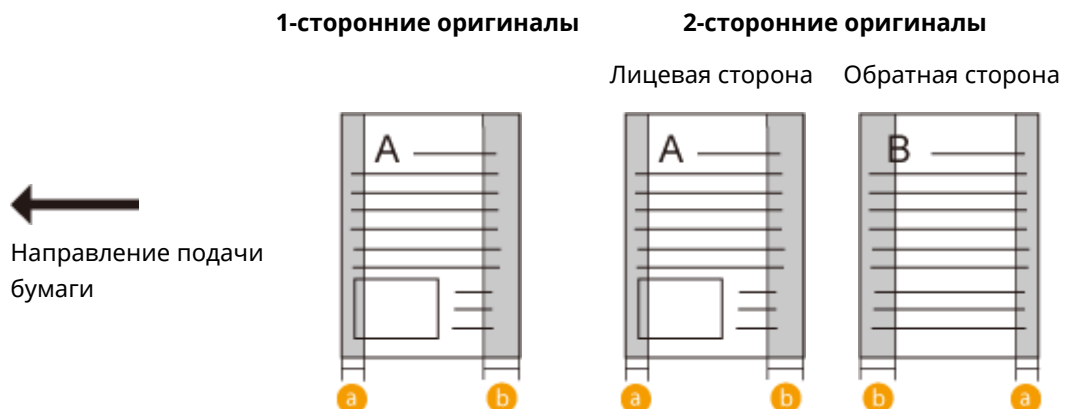 1-сторонние оригиналы 2-сторонние оригиналы
Лицевая сторона Обратная сторона
A A B
Направление подачи
бумаги
a b a b b a